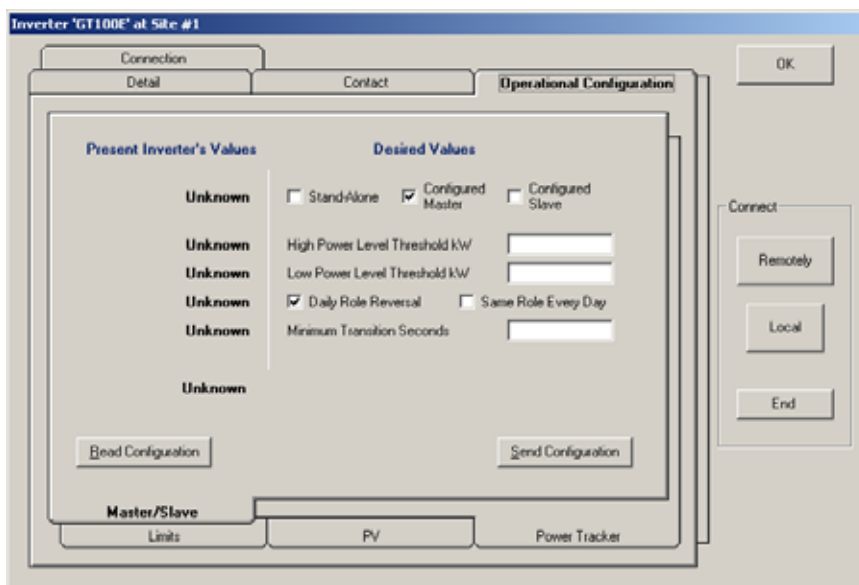 Inverter 'GT100E' at Site #1
Connection
Detail Contact Operational Configuration
OK
Present Inverter's Values Desired Values
Unknown Stand-Alone Configured Master Configured Slave
Connect
Unknown High Power Level Threshold kW
Remotely
Unknown Low Power Level Threshold kW
Unknown Daily Role Reversal Same Role Every Day
Unknown Minimum Transition Seconds
Local
Unknown
End
Read Configuration Send Configuration
Master/Slave
Limits PV Power Tracker